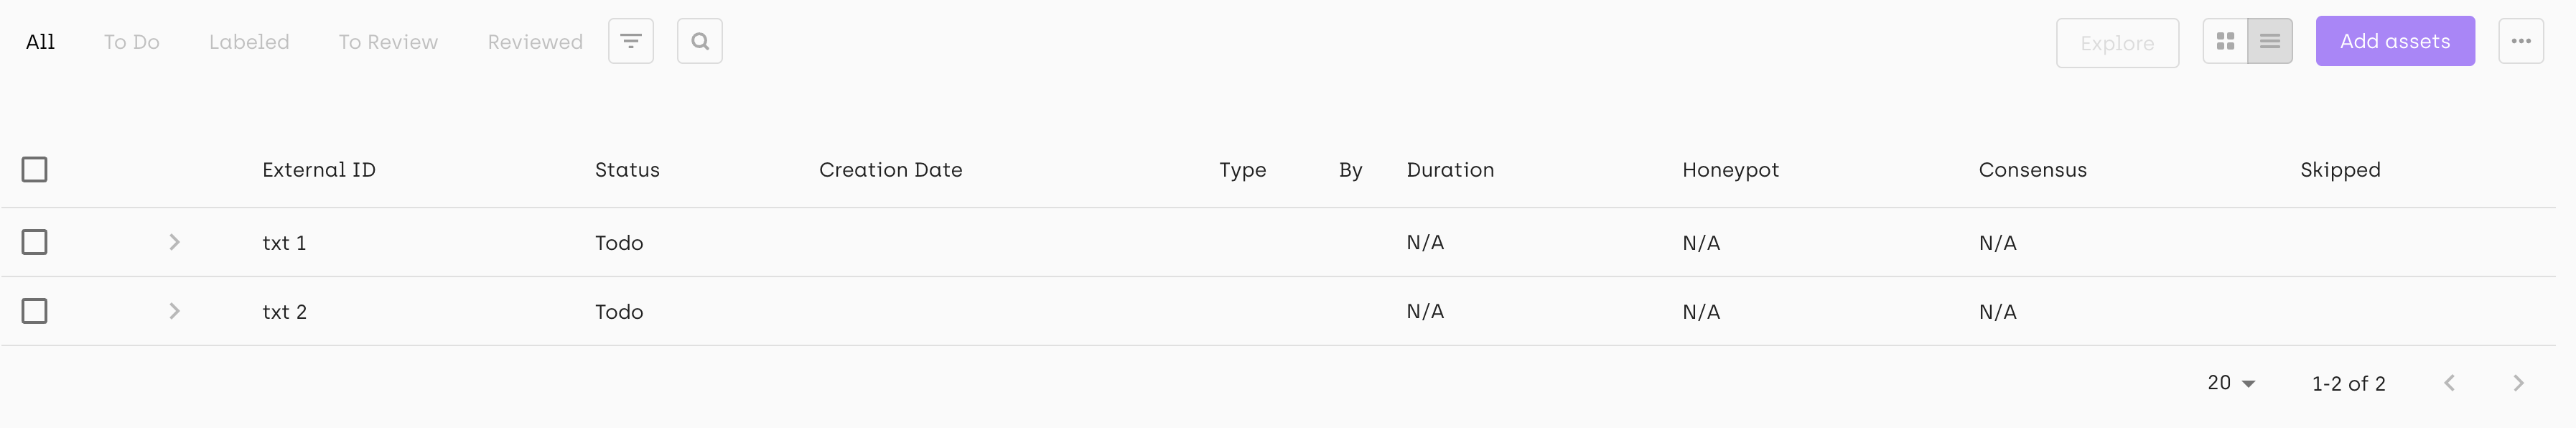 All To Do Labeled To Review Reviewed Explore Add assets
External ID Status Creation Date Type By Duration Honeypot Consensus Skipped
txt 1 Todo N/A N/A N/A
txt 2 Todo N/A N/A N/A
20 1-2 of 2